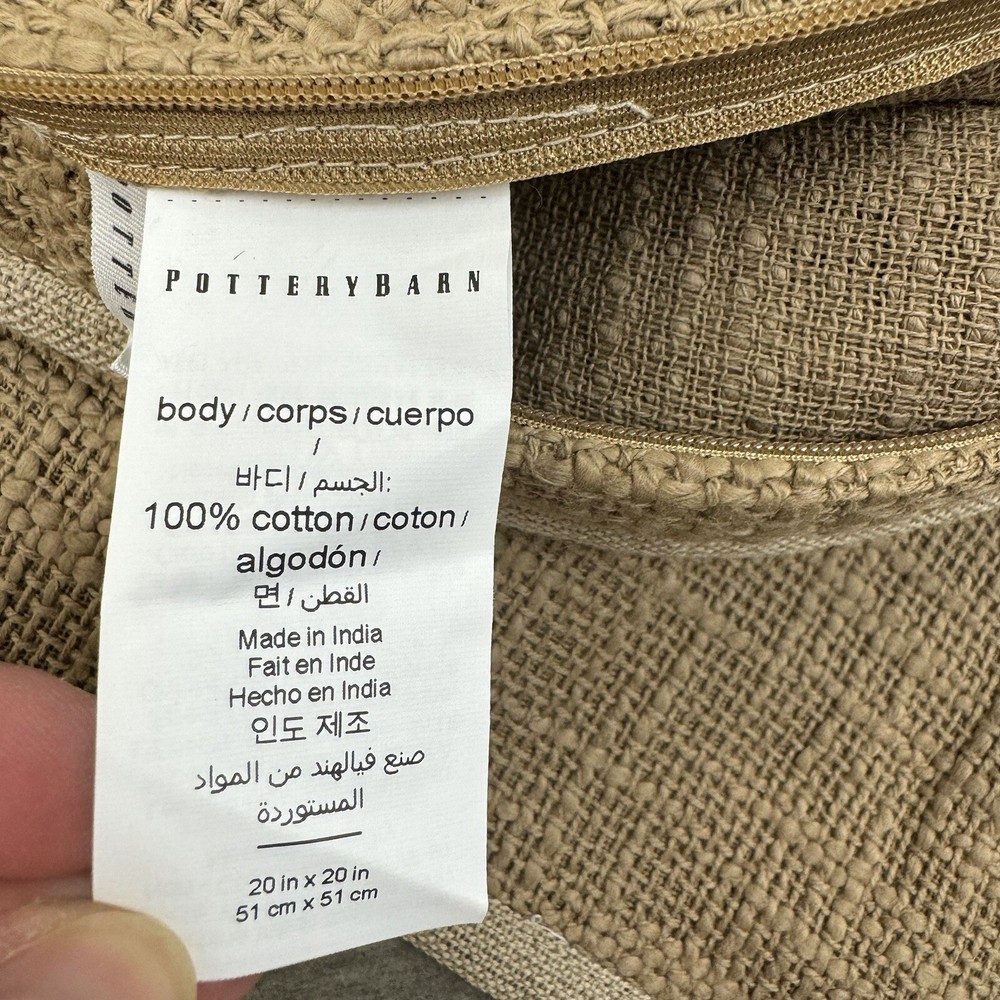 POTTERYBARN
body / corps / cuerpo
/
바디 / الجسم:
100% cotton / coton /
algodón /
면 / القطن
Made in India
Fait en Inde
Hecho en India
인도 제조
صنع فيالهند من المواد
المستوردة
20 in x 20 in
51 cm x 51 cm